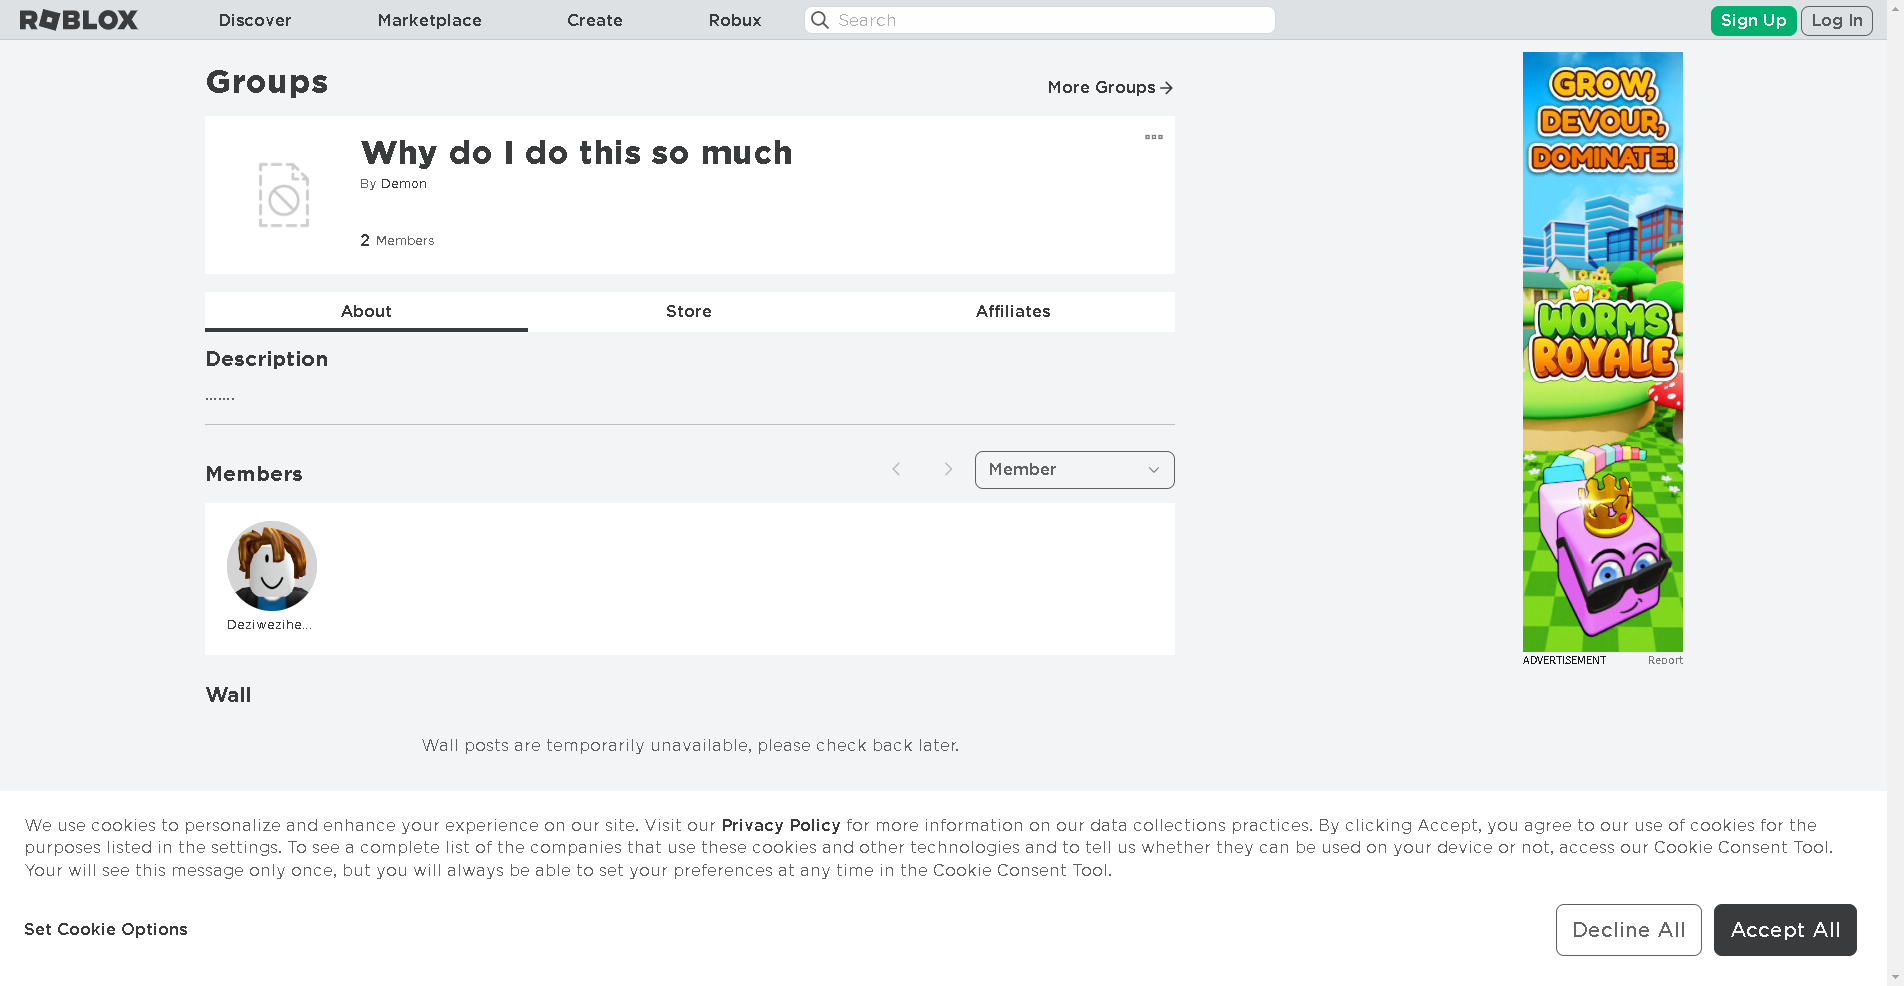 ROBLOX
Discover
Marketplace
Create
Robux
Search
Sign Up
Log In
Groups
More Groups
Why do I do this so much
By Demon
2 Members
About
Store
Affiliates
Description
.......
Members
Member
Deziwezihe...
Wall
Wall posts are temporarily unavailable, please check back later.
GROW,
DEVOUR,
DOMINATE!
WORMS
ROYALE
ADVERTISEMENT
Report
We use cookies to personalize and enhance your experience on our site. Visit our Privacy Policy for more information on our data collections practices. By clicking Accept, you agree to our use of cookies for the
purposes listed in the settings. To see a complete list of the companies that use these cookies and other technologies and to tell us whether they can be used on your device or not, access our Cookie Consent Tool.
Your will see this message only once, but you will always be able to set your preferences at any time in the Cookie Consent Tool.
Set Cookie Options
Decline All
Accept All